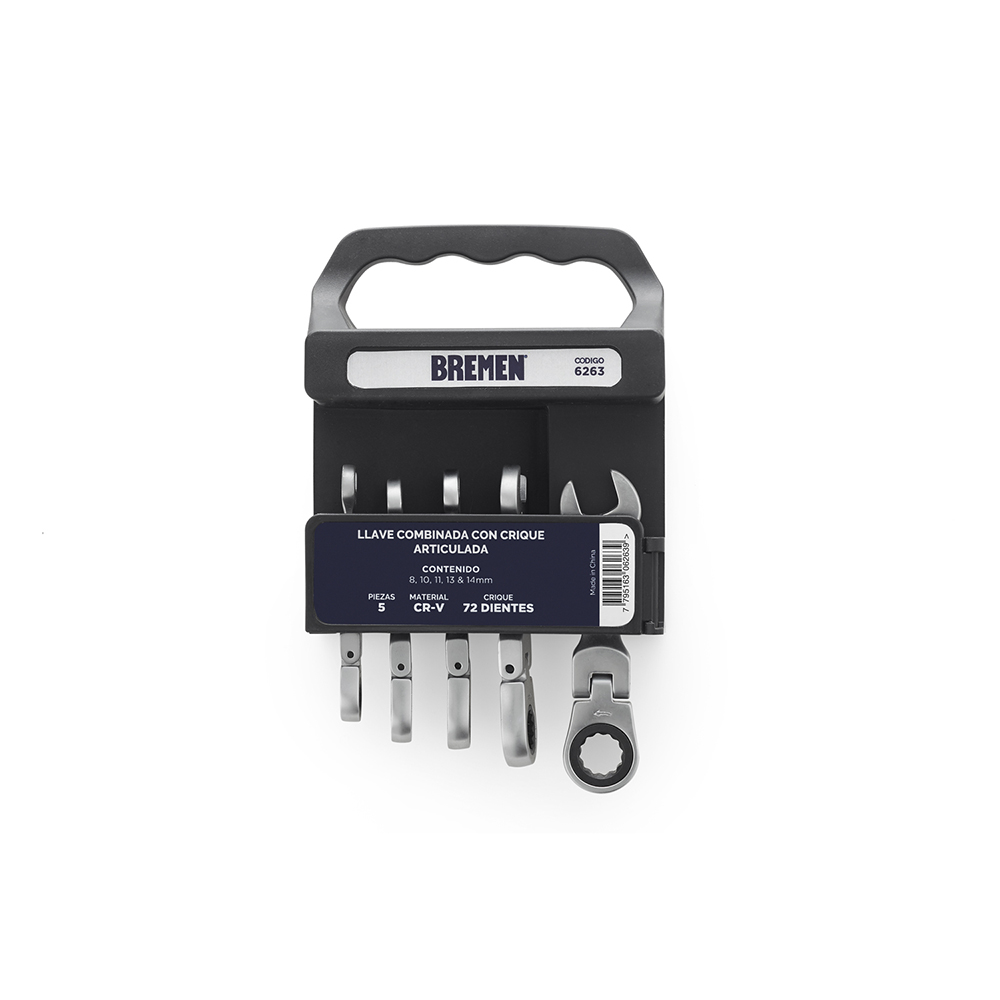 BREMEN®
CODIGO
6263
LLAVE COMBINADA CON CRIQUE
ARTICULADA
CONTENIDO
8, 10, 11, 13 & 14mm
PIEZAS MATERIAL CRIQUE
5 CR-V 72 DIENTES
Made in China
7 795163 062639 >